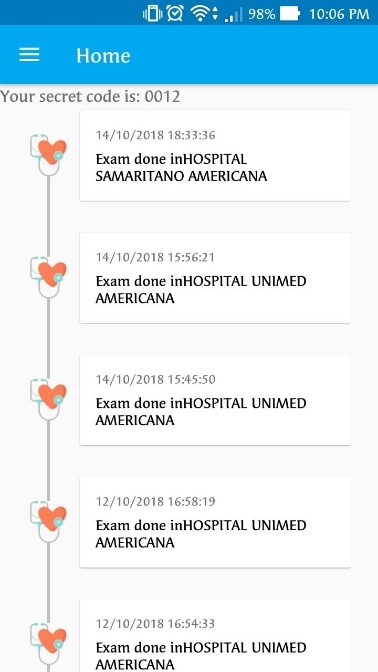 98% 10:06 PM
Home
Your secret code is: 0012
14/10/2018 18:33:36
Exam done inHOSPITAL
SAMARITANO AMERICANA
14/10/2018 15:56:21
Exam done inHOSPITAL UNIMED
AMERICANA
14/10/2018 15:45:50
Exam done inHOSPITAL UNIMED
AMERICANA
12/10/2018 16:58:19
Exam done inHOSPITAL UNIMED
AMERICANA
12/10/2018 16:54:33
Exam done inHOSPITAL UNIMED
AMERICANA